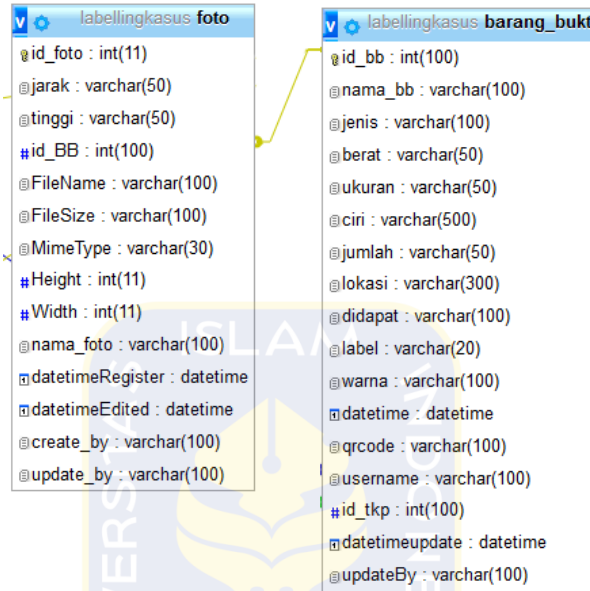 labellingkasus foto
id_foto : int(11)
jarak : varchar(50)
tinggi : varchar(50)
#id_BB : int(100)
FileName : varchar(100)
FileSize : varchar(100)
MimeType : varchar(30)
#Height : int(11)
#Width : int(11)
nama_foto : varchar(100)
datetimeRegister : datetime
datetimeEdited : datetime
create_by : varchar(100)
update_by : varchar(100)
labellingkasus barang_bukt
id_bb : int(100)
nama_bb : varchar(100)
jenis : varchar(100)
berat : varchar(50)
ukuran : varchar(50)
ciri : varchar(500)
jumlah : varchar(50)
lokasi : varchar(300)
didapat : varchar(100)
label : varchar(20)
warna : varchar(100)
datetime : datetime
qrcode : varchar(100)
username : varchar(100)
#id_tkp : int(100)
datetimeupdate : datetime
updateBy : varchar(100)
ISLAM